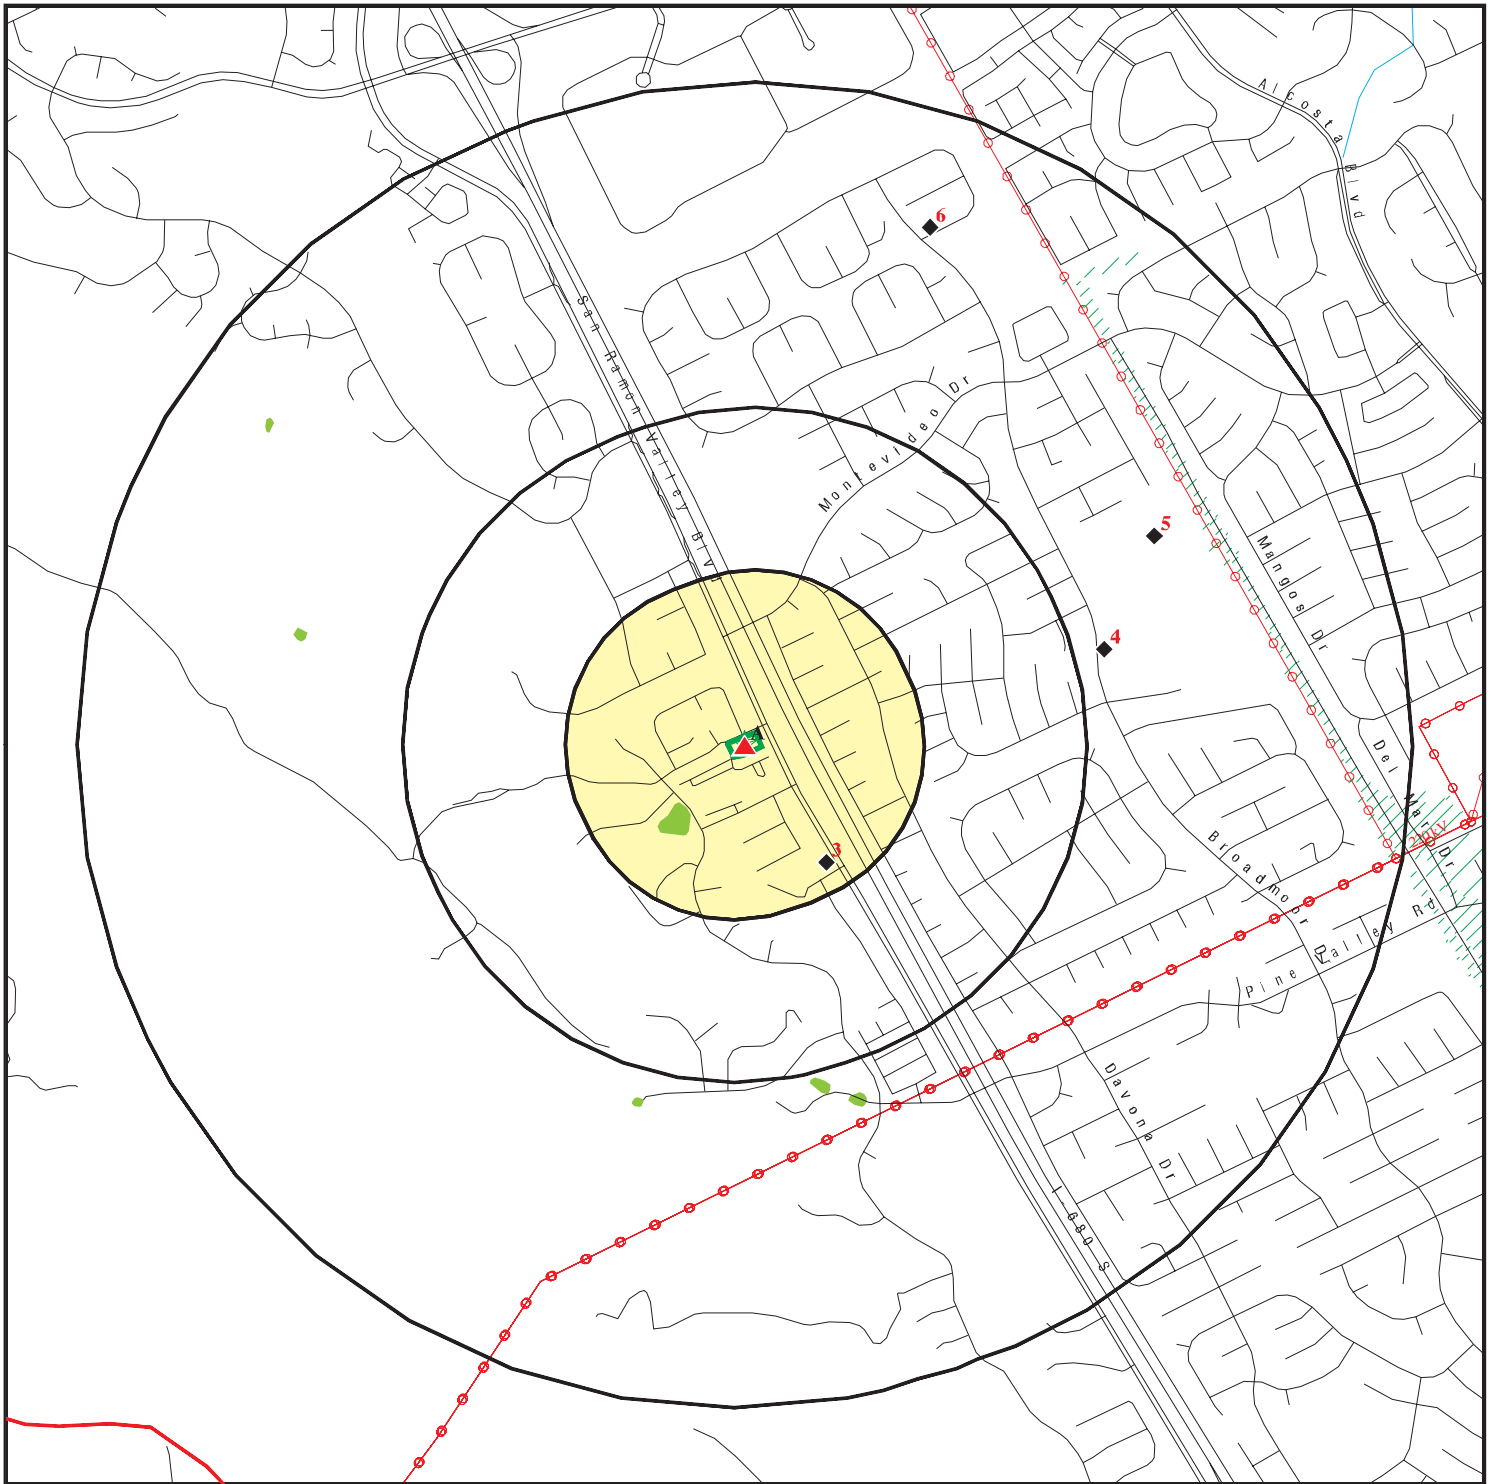 Alcosta Blvd
6
San Ramon Valley Blvd
Montevideo Dr
5
Mangos Dr
4
A
Del Mar Dr
3
220kV
Broadmoor Dr
Pine Valley Rd
Davona Dr
I-680 S